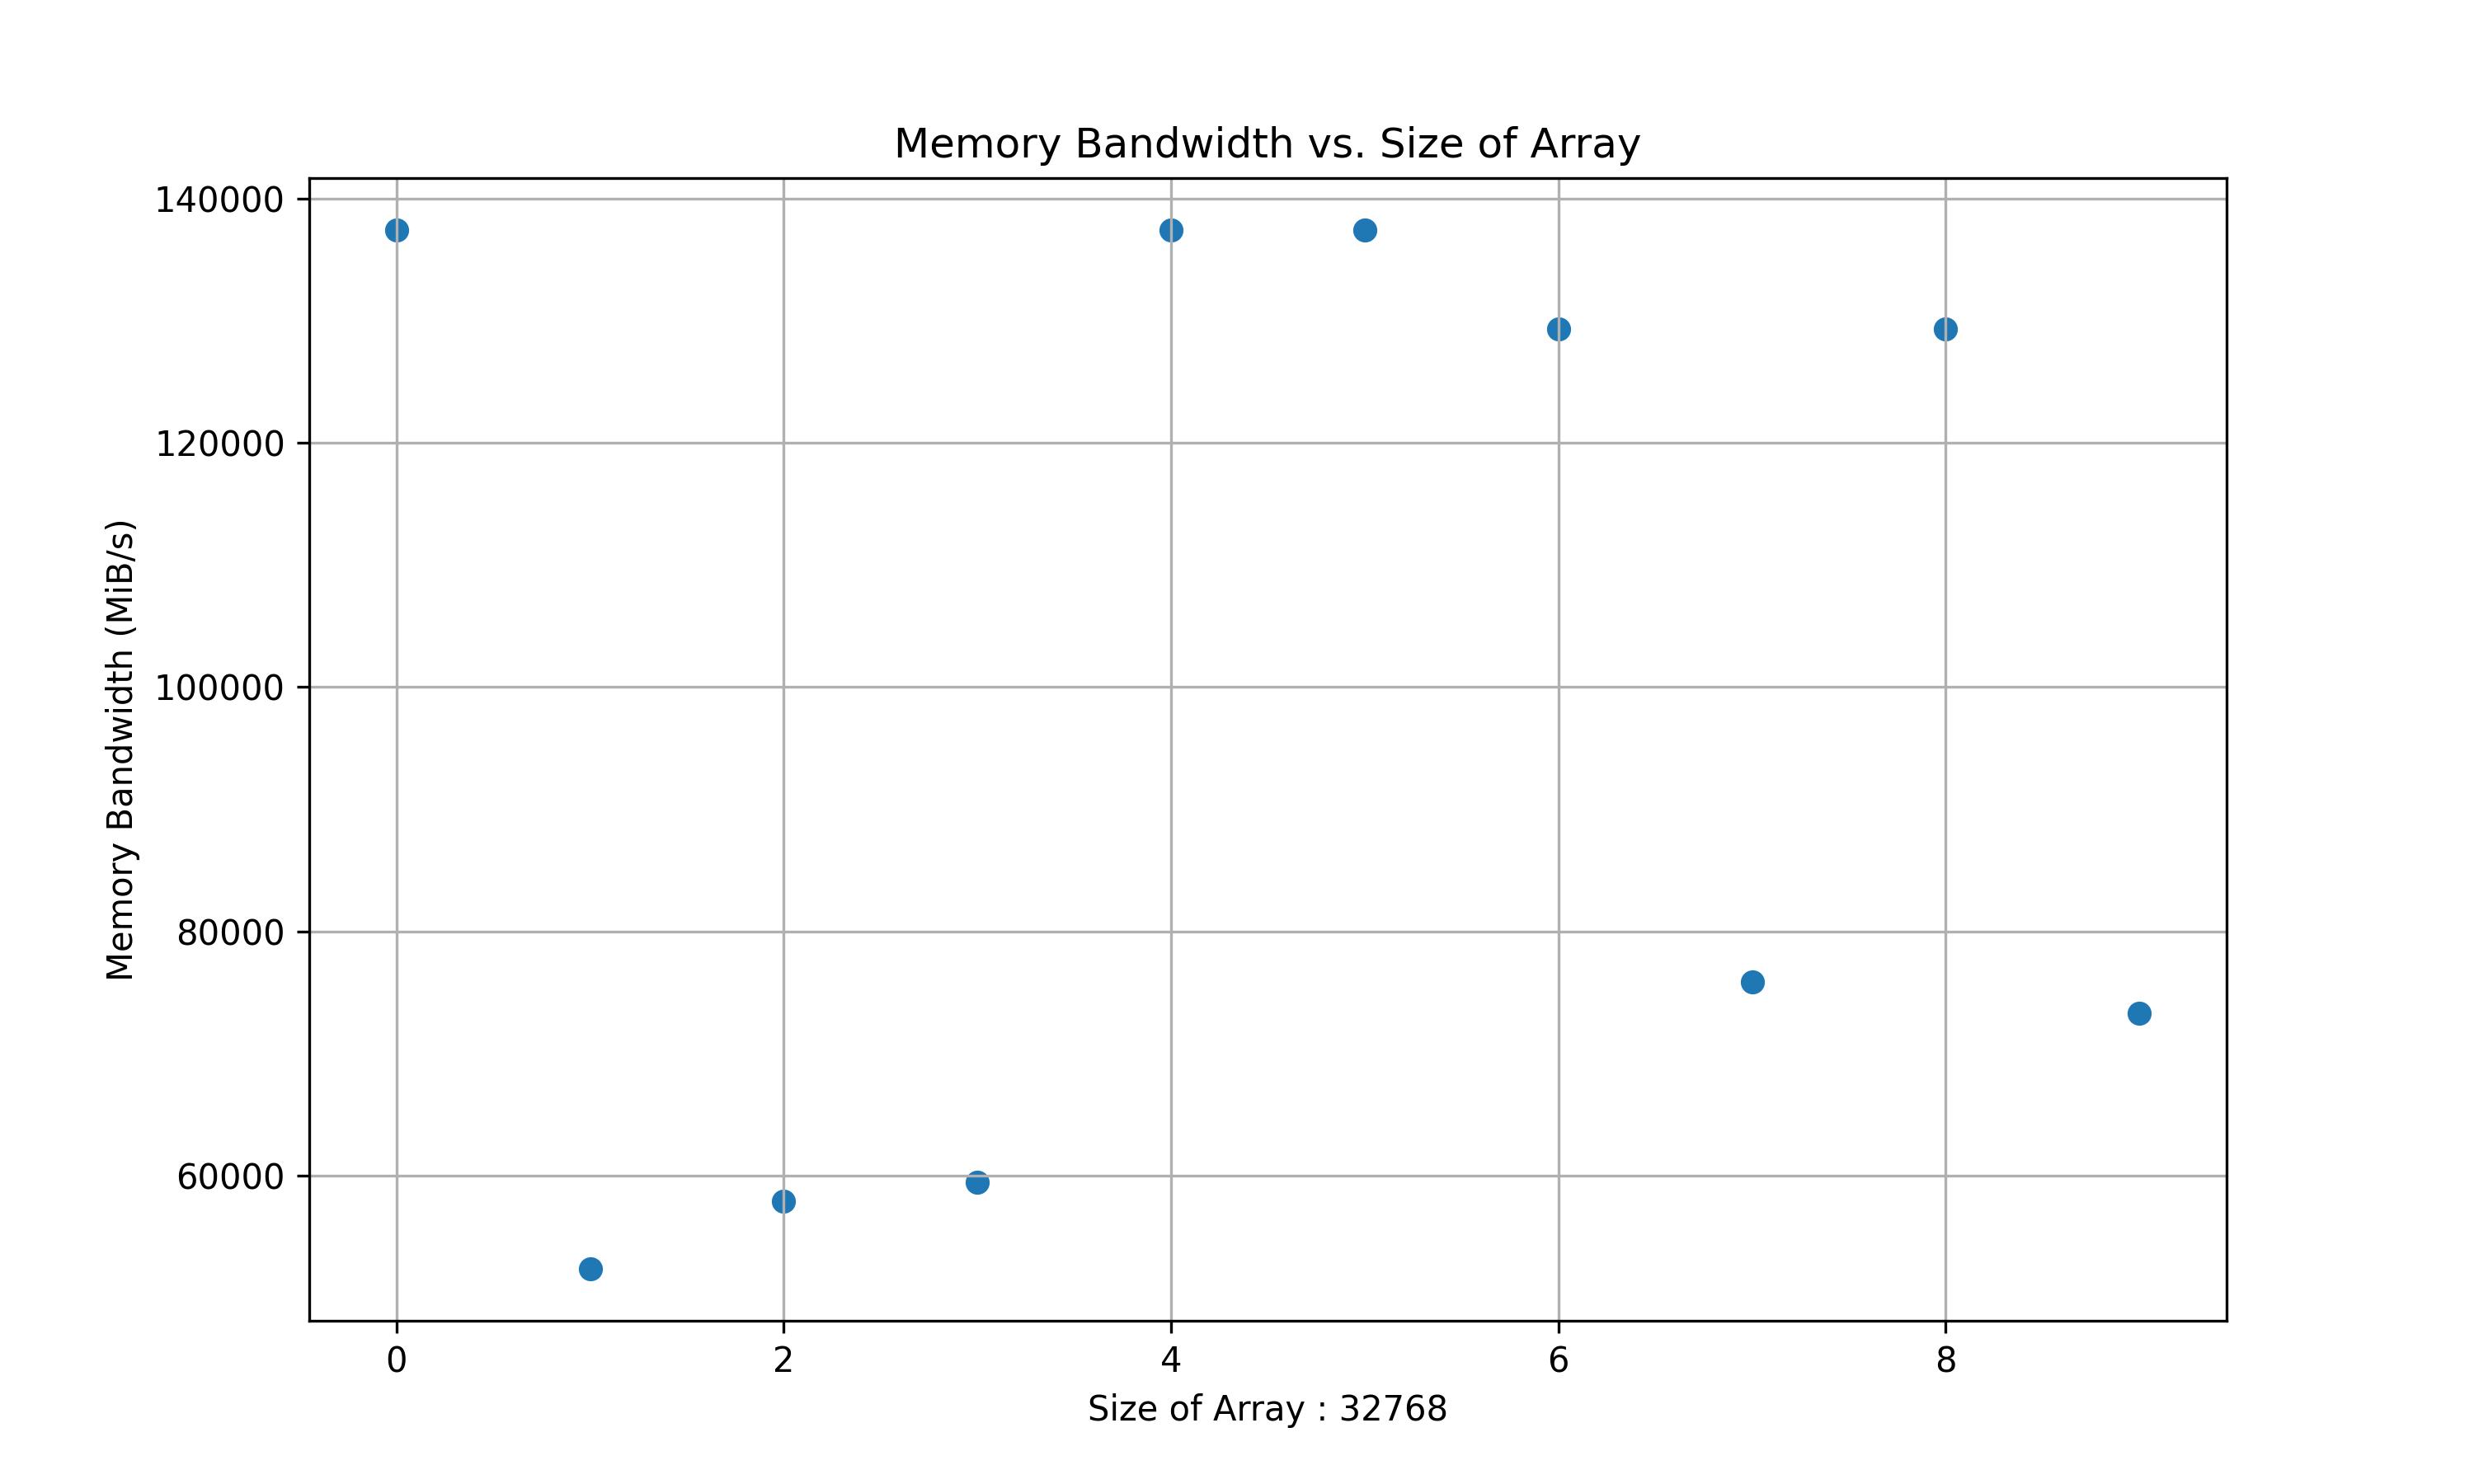 Memory Bandwidth vs. Size of Array
140000
120000
100000
80000
60000
Memory Bandwidth (MiB/s)
0 2 4 6 8
Size of Array : 32768